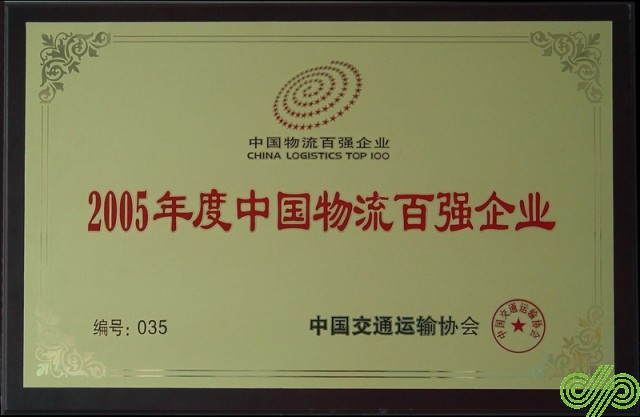 中国物流百强企业
CHINA LOGISTICS TOP 100
2005年度中国物流百强企业
编号: 035
中国交通运输协会
中国交通运输协会